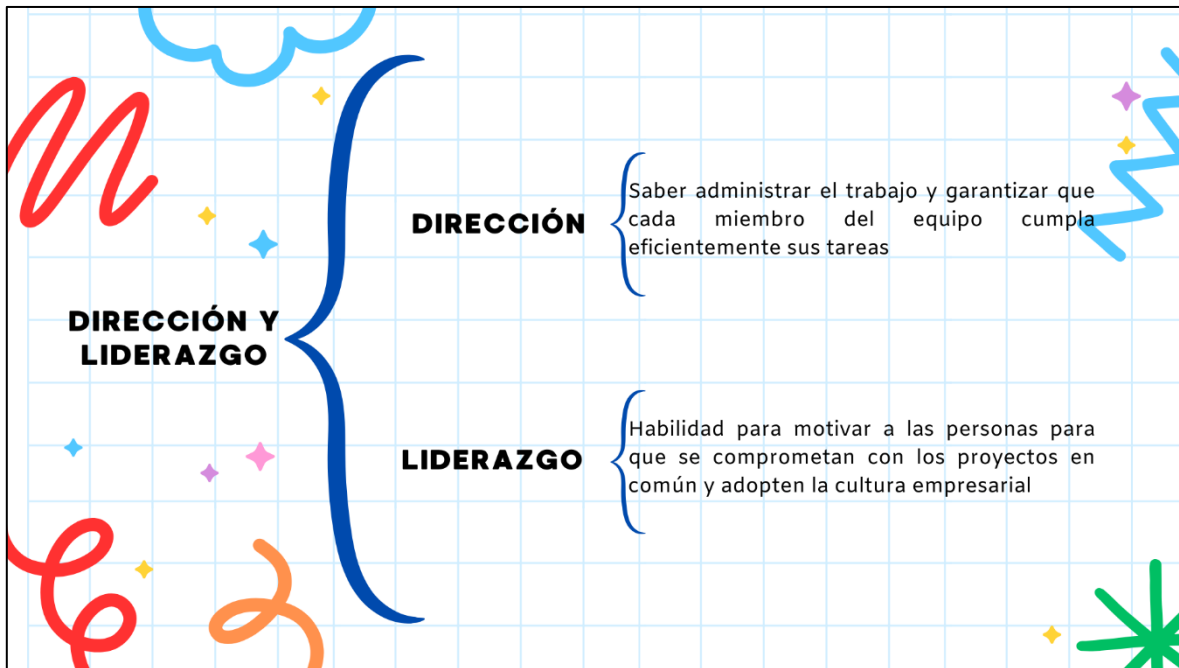 DIRECCIÓN Y
LIDERAZGO
DIRECCIÓN
Saber administrar el trabajo y garantizar que
cada miembro del equipo cumpla
eficientemente sus tareas
LIDERAZGO
Habilidad para motivar a las personas para
que se comprometan con los proyectos en
común y adopten la cultura empresarial